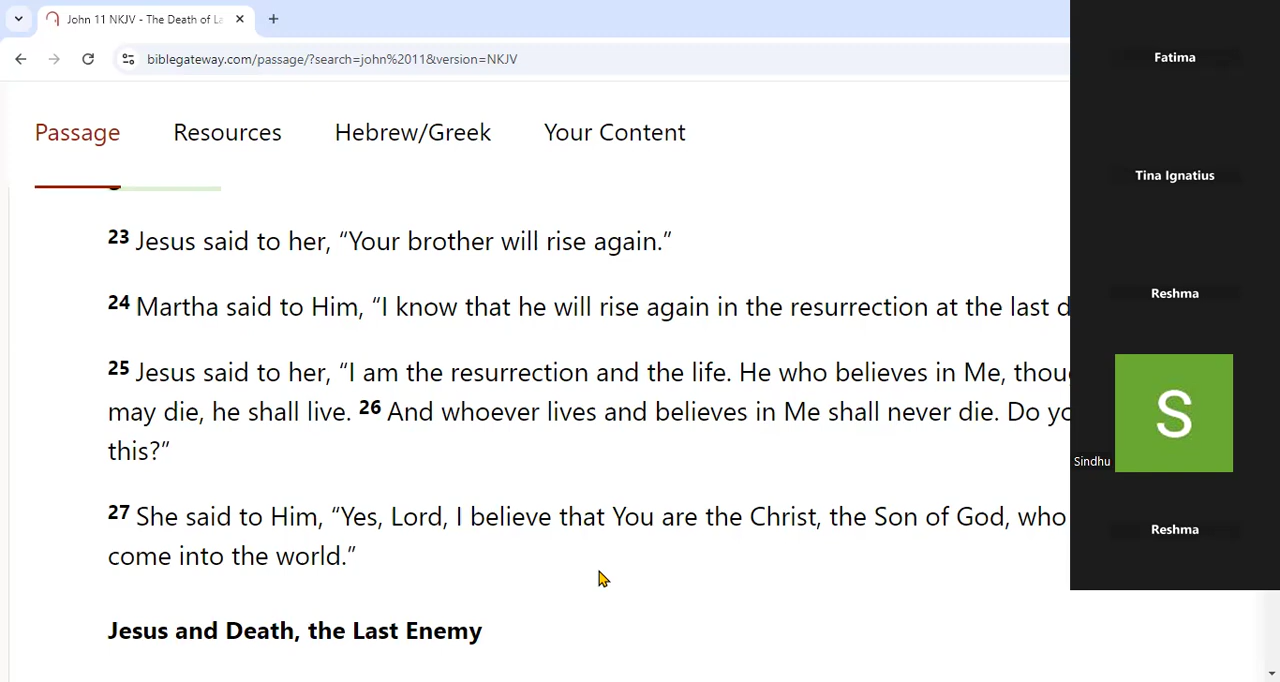 John 11 NKJV - The Death of La
biblegateway.com/passage/?search=john%2011&version=NKJV
Passage Resources Hebrew/Greek Your Content
23 Jesus said to her, “Your brother will rise again.”
24 Martha said to Him, “I know that he will rise again in the resurrection at the last d
25 Jesus said to her, “I am the resurrection and the life. He who believes in Me, thou
may die, he shall live. 26 And whoever lives and believes in Me shall never die. Do yo
this?”
27 She said to Him, “Yes, Lord, I believe that You are the Christ, the Son of God, who
come into the world.”
Jesus and Death, the Last Enemy
Fatima
Tina Ignatius
Reshma
S
Sindhu
Reshma